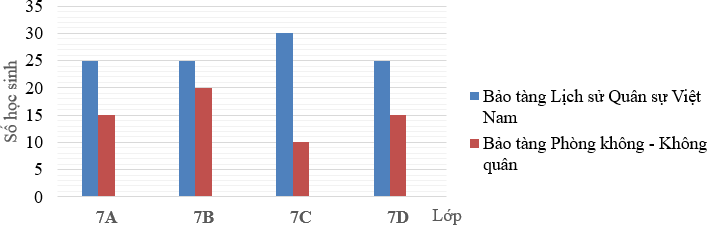 35
30
25
20
15
10
5
0
Số học sinh
7A 7B 7C 7D Lớp
Bảo tàng Lịch sử Quân sự Việt
Nam
Bảo tàng Phòng không - Không
quân